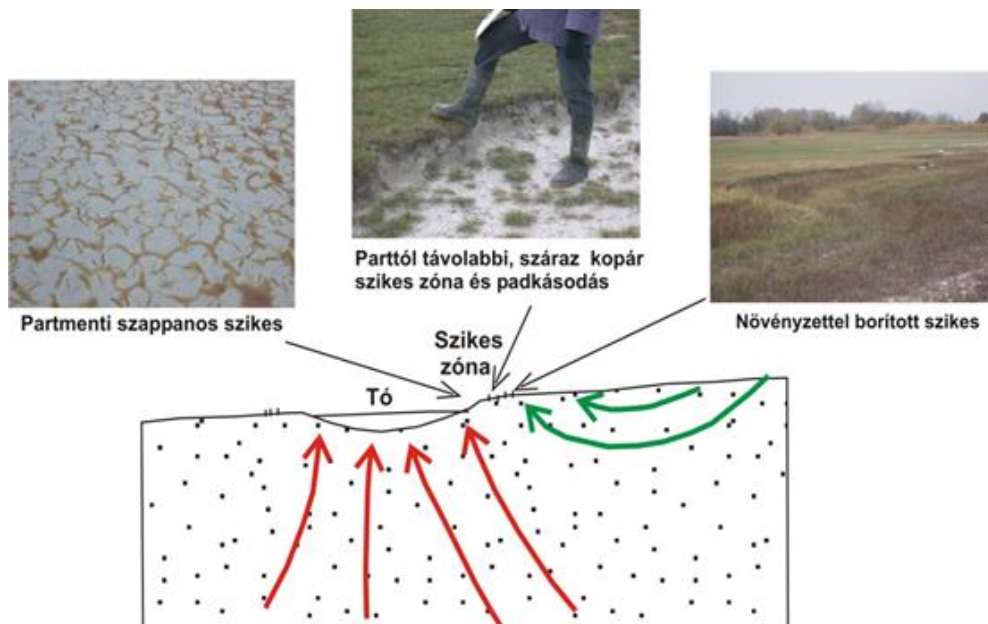 Parttól távolabbi, száraz kopár
szikes zóna és padkásodás
Partmenti szappanos szikes
Növényzettel borított szikes
Szikes
zóna
Tó